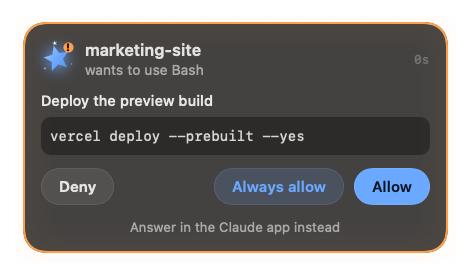 marketing-site
wants to use Bash
0s
Deploy the preview build
vercel deploy --prebuilt --yes
Deny
Always allow
Allow
Answer in the Claude app instead